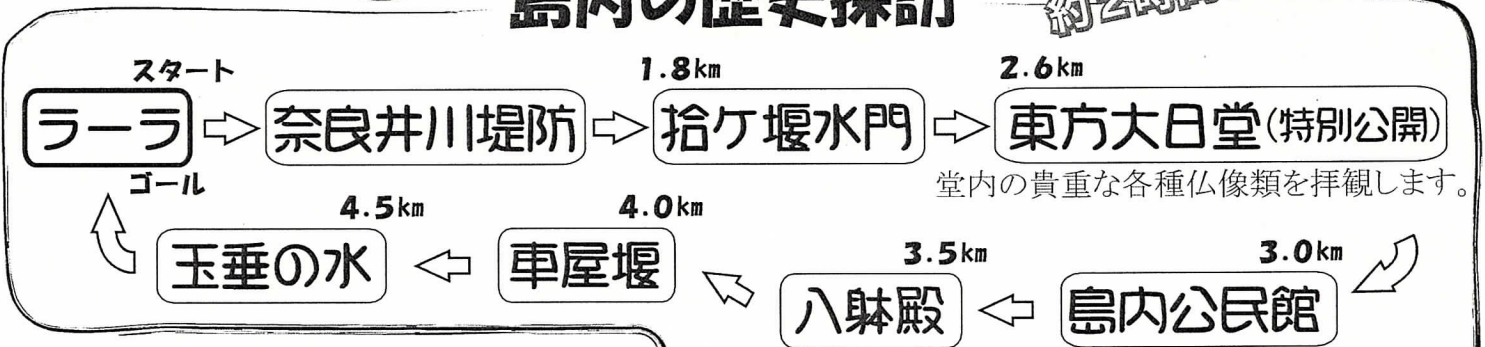 島内の歴史探訪
約2時間
スタート
1.8km
2.6km
ラーラ
奈良井川堤防
拾ケ堰水門
東方大日堂(特別公開)
ゴール
堂内の貴重な各種仏像類を拝観します。
4.5km
4.0km
3.5km
3.0km
玉垂の水
車屋堰
八躰殿
島内公民館